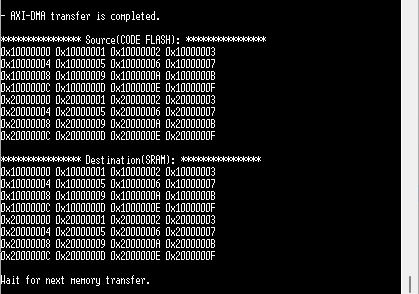 - AXI-DMA transfer is completed.
**************** Source(CODE FLASH): ****************
0x10000000 0x10000001 0x10000002 0x10000003
0x10000004 0x10000005 0x10000006 0x10000007
0x10000008 0x10000009 0x1000000A 0x1000000B
0x1000000C 0x1000000D 0x1000000E 0x1000000F
0x20000000 0x20000001 0x20000002 0x20000003
0x20000004 0x20000005 0x20000006 0x20000007
0x20000008 0x20000009 0x2000000A 0x2000000B
0x2000000C 0x2000000D 0x2000000E 0x2000000F
**************** Destination(SRAM): ****************
0x10000000 0x10000001 0x10000002 0x10000003
0x10000004 0x10000005 0x10000006 0x10000007
0x10000008 0x10000009 0x1000000A 0x1000000B
0x1000000C 0x1000000D 0x1000000E 0x1000000F
0x20000000 0x20000001 0x20000002 0x20000003
0x20000004 0x20000005 0x20000006 0x20000007
0x20000008 0x20000009 0x2000000A 0x2000000B
0x2000000C 0x2000000D 0x2000000E 0x2000000F
Wait for next memory transfer.